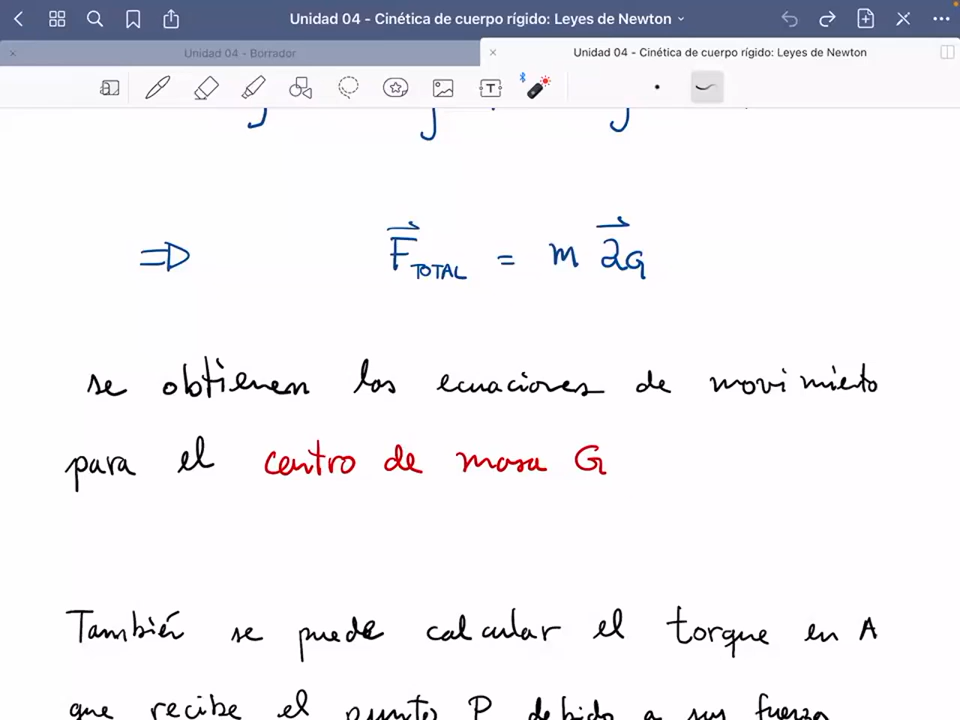 Unidad 04 - Cinética de cuerpo rígido: Leyes de Newton
Unidad 04 - Borrador
Unidad 04 - Cinética de cuerpo rígido: Leyes de Newton
⇒ F⃗_TOTAL = m a⃗_G
se obtienen las ecuaciones de movimiento
para el centro de masa G
También se puede calcular el torque en A
que recibe el punto P debido a su fuerza